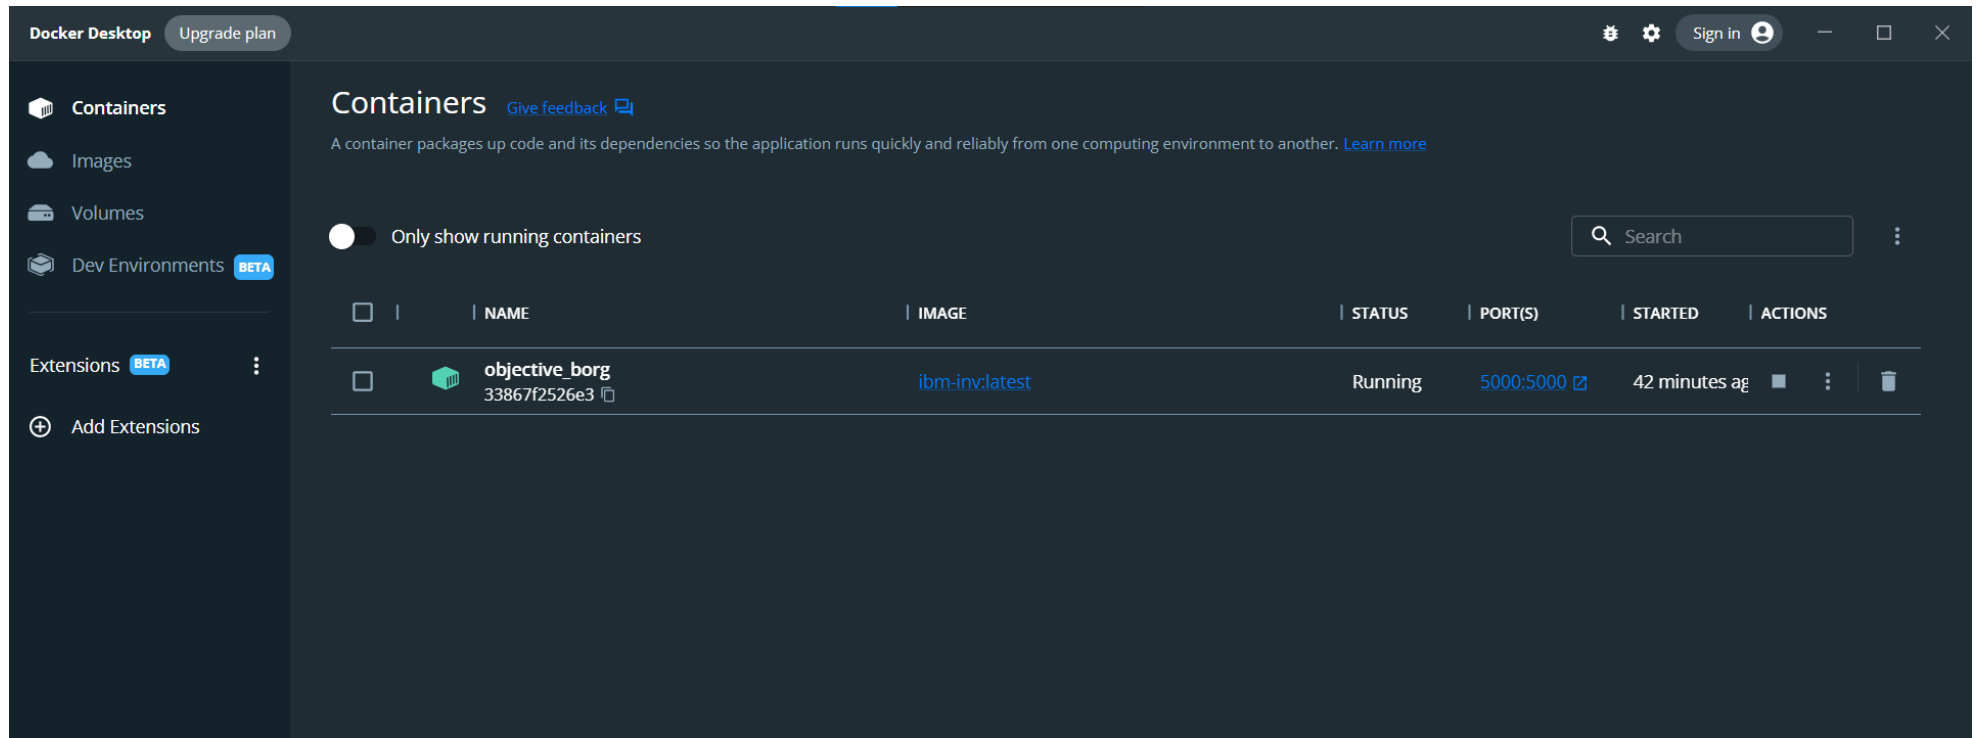 Docker Desktop Upgrade plan Sign in
Containers
Images
Volumes
Dev Environments BETA
Extensions BETA
Add Extensions
Containers Give feedback
A container packages up code and its dependencies so the application runs quickly and reliably from one computing environment to another. Learn more
Only show running containers
Search
NAME IMAGE STATUS PORT(S) STARTED ACTIONS
objective_borg ibm-inv:latest Running 5000:5000 42 minutes ag
33867f2526e3